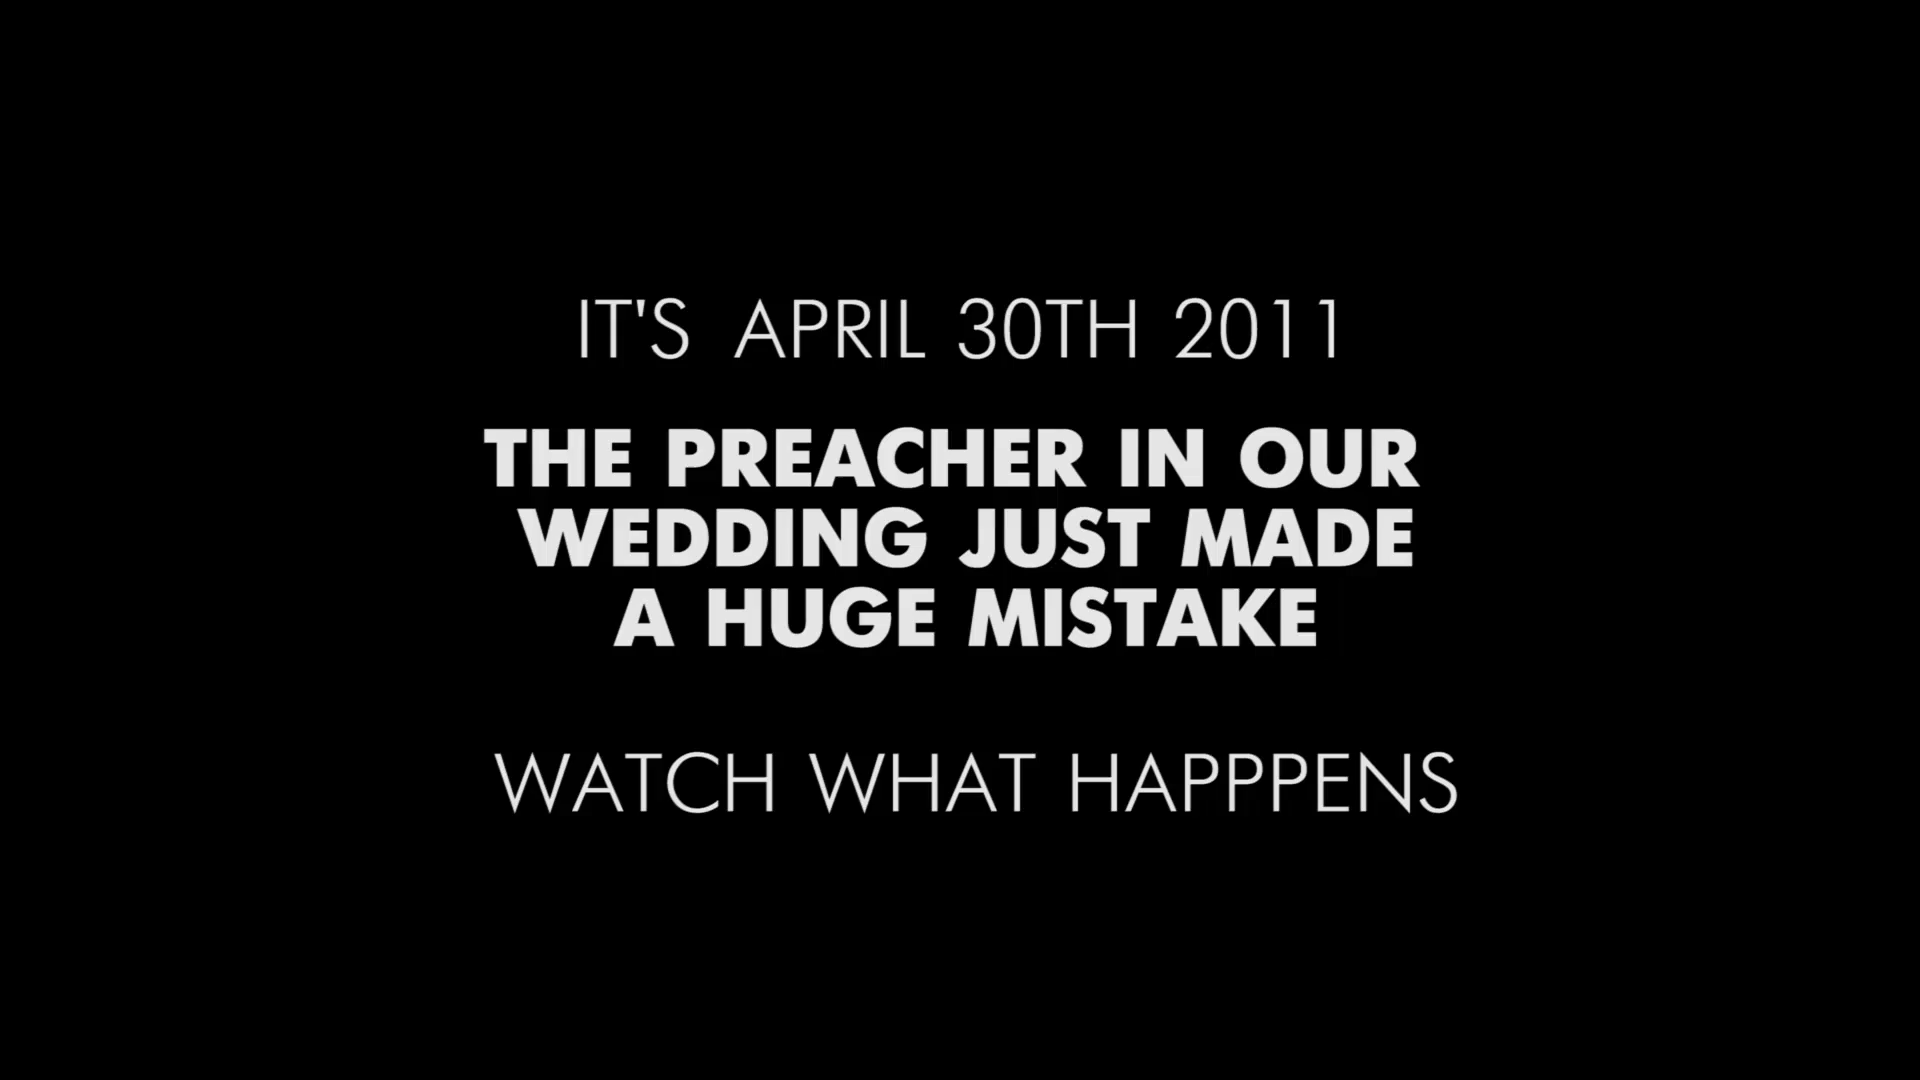 IT'S APRIL 30TH 2011
THE PREACHER IN OUR
WEDDING JUST MADE
A HUGE MISTAKE
WATCH WHAT HAPPPENS